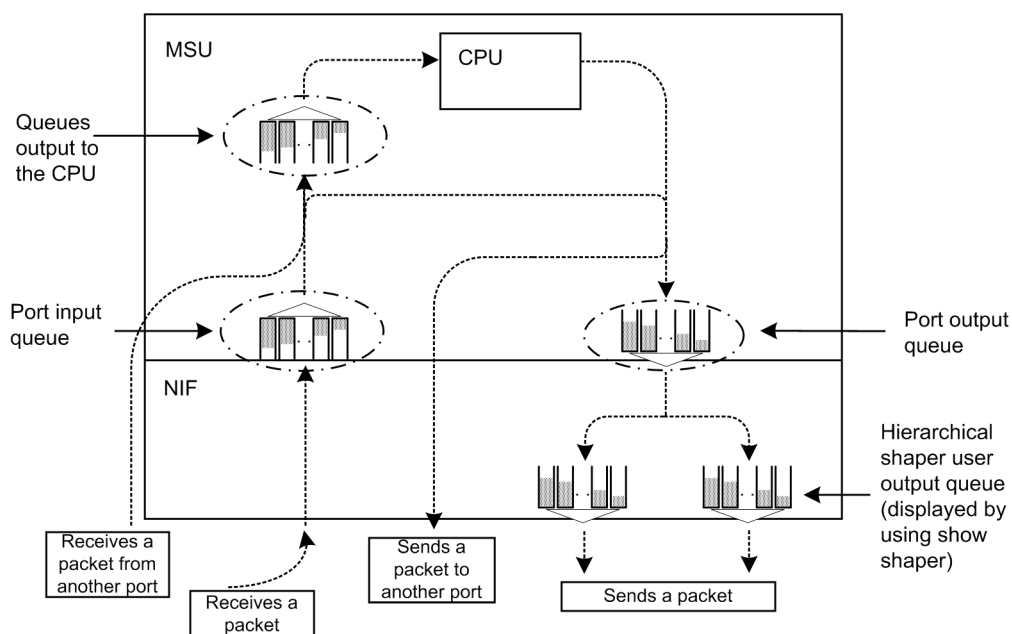 MSU
CPU
Queues
output to
the CPU
Port input
queue
Port output
queue
NIF
Hierarchical
shaper user
output queue
(displayed by
using show
shaper)
Receives a
packet from
another port
Receives a
packet
Sends a
packet to
another port
Sends a packet